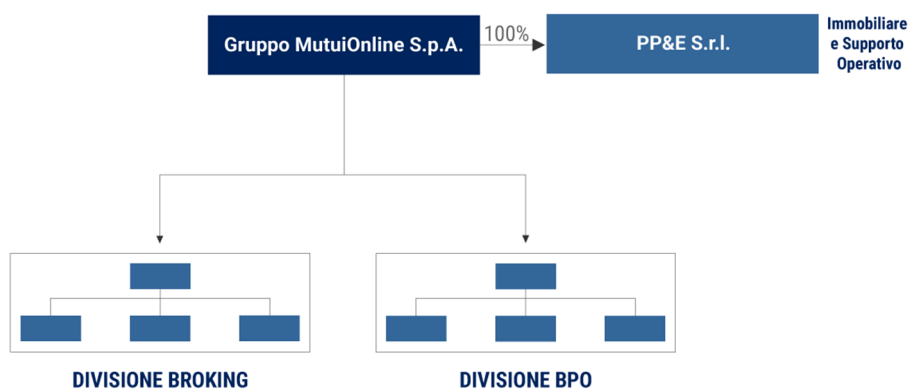 Gruppo MutuiOnline S.p.A.
100%
PP&E S.r.l.
Immobiliare
e Supporto
Operativo
DIVISIONE BROKING
DIVISIONE BPO